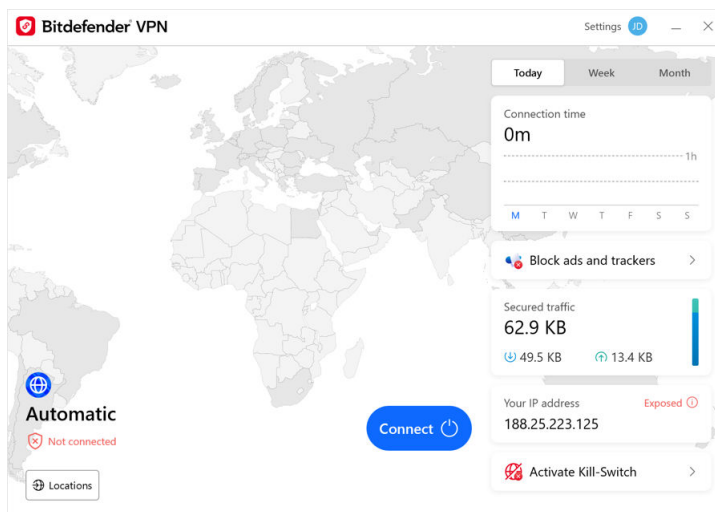 Bitdefender® VPN
Settings JD
Today Week Month
Connection time
0m
1h
M T W T F S S
Block ads and trackers
Secured traffic
62.9 KB
49.5 KB 13.4 KB
Your IP address Exposed
188.25.223.125
Activate Kill-Switch
Automatic
Not connected
Connect
Locations